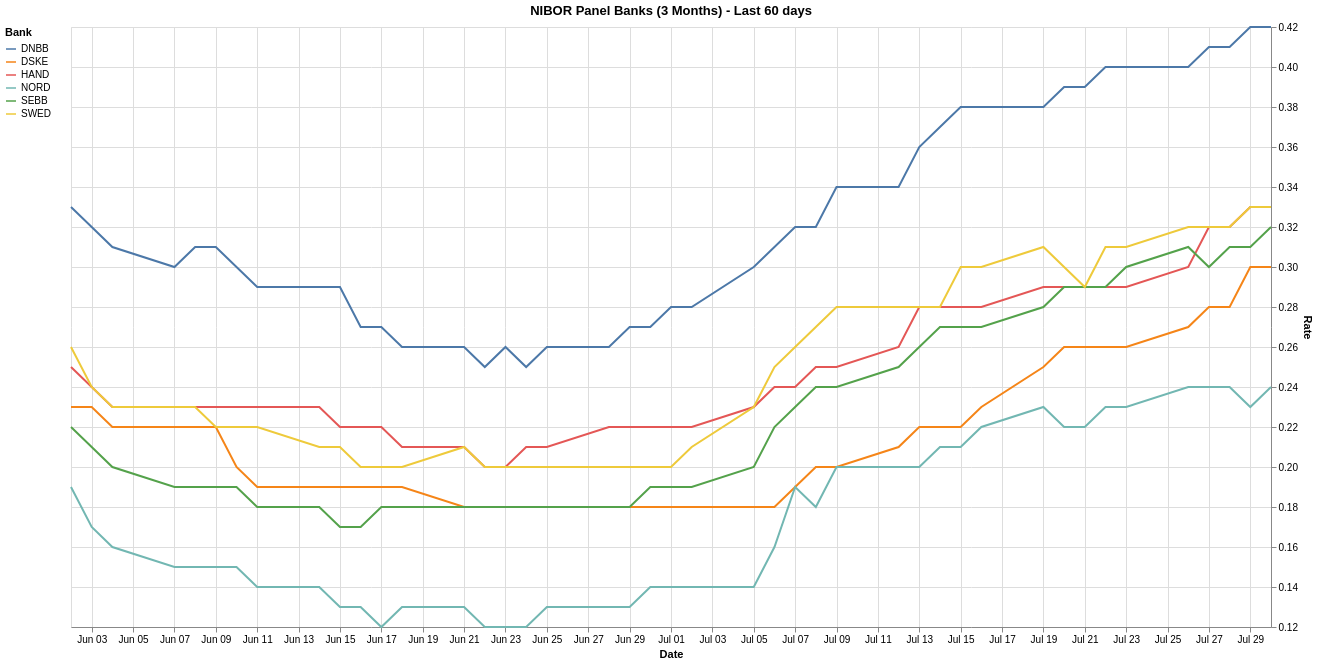 NIBOR Panel Banks (3 Months) - Last 60 days
Bank
DNBB
DSKE
HAND
NORD
SEBB
SWED
0.42
0.40
0.38
0.36
0.34
0.32
0.30
0.28
0.26
0.24
0.22
0.20
0.18
0.16
0.14
0.12
Rate
Jun 03 Jun 05 Jun 07 Jun 09 Jun 11 Jun 13 Jun 15 Jun 17 Jun 19 Jun 21 Jun 23 Jun 25 Jun 27 Jun 29 Jul 01 Jul 03 Jul 05 Jul 07 Jul 09 Jul 11 Jul 13 Jul 15 Jul 17 Jul 19 Jul 21 Jul 23 Jul 25 Jul 27 Jul 29
Date